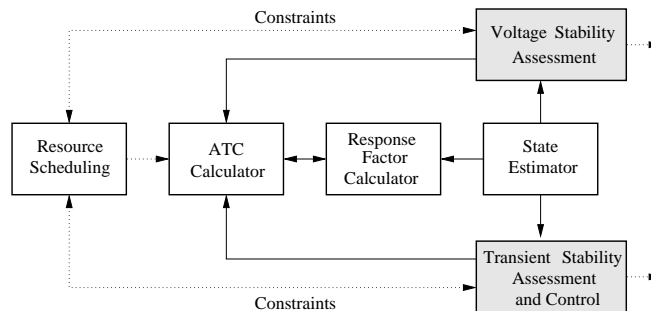 Constraints
Voltage Stability
Assessment
Resource
Scheduling
ATC
Calculator
Response
Factor
Calculator
State
Estimator
Transient Stability
Assessment
and Control
Constraints